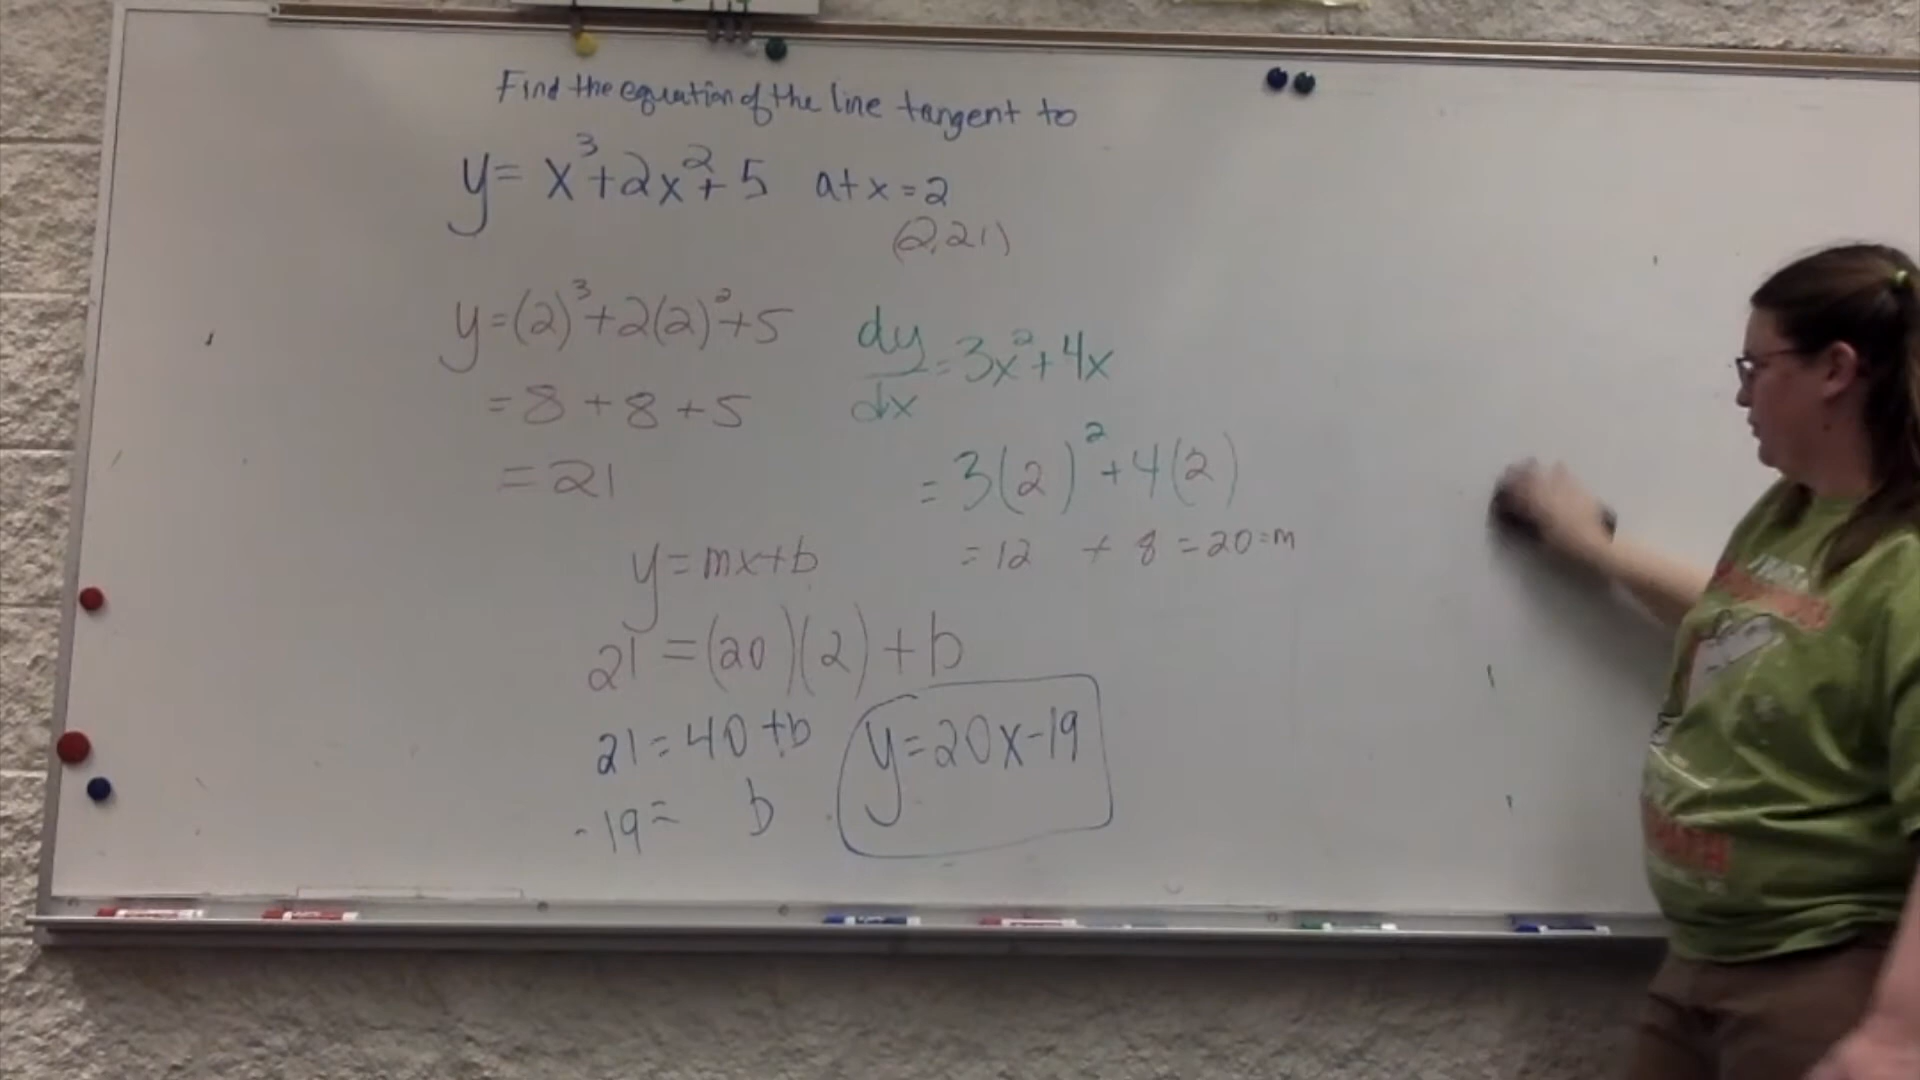 Find the equation of the line tangent to
y = x³ + 2x² + 5 at x = 2
(2, 21)
y = (2)³ + 2(2)² + 5
= 8 + 8 + 5
= 21
dy/dx = 3x² + 4x
= 3(2)² + 4(2)
= 12 + 8 = 20 = m
y = mx + b
21 = (20)(2) + b
21 = 40 + b
-19 = b
y = 20x - 19